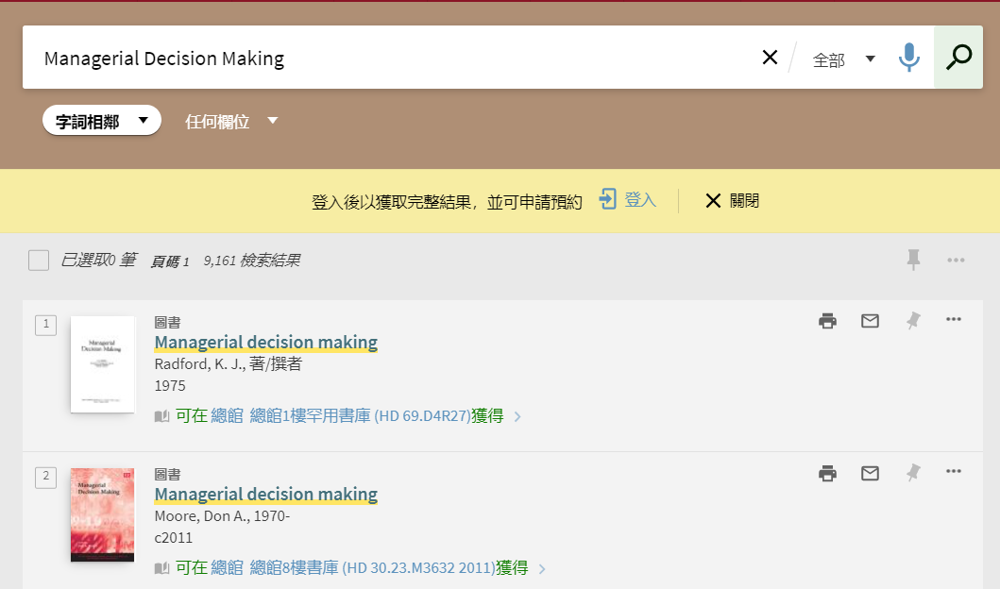 Managerial Decision Making
全部
字詞相鄰
任何欄位
登入後以獲取完整結果，並可申請預約 登入 關閉
已選取0 筆 頁碼 1 9,161 檢索結果
1
Managerial
Decision Making
圖書
Managerial decision making
Radford, K. J., 著/撰者
1975
可在 總館 總館1樓罕用書庫 (HD 69.D4R27)獲得
2
Managerial
Decision Making
圖書
Managerial decision making
Moore, Don A., 1970-
c2011
可在 總館 總館8樓書庫 (HD 30.23.M3632 2011)獲得